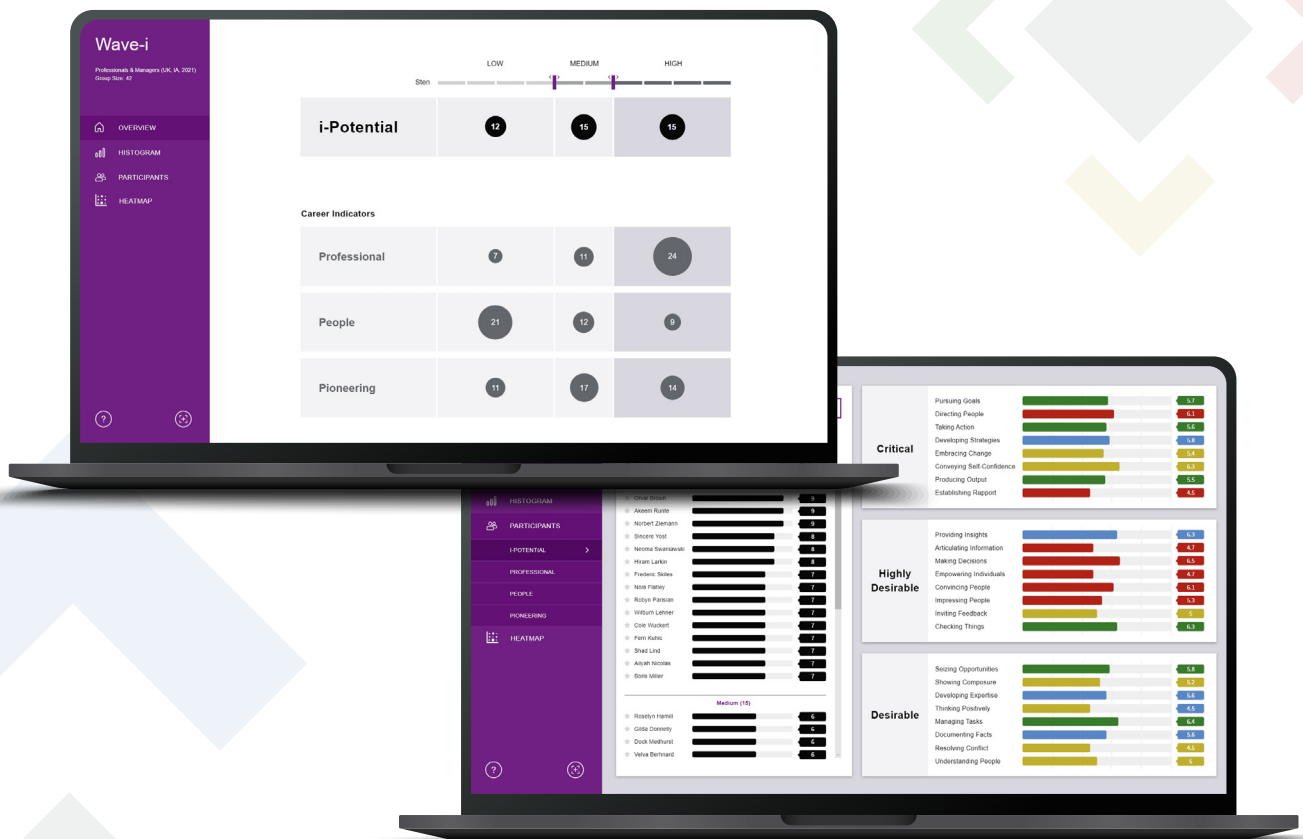 Wave-i
Professionals & Managers (UK, IA, 2021)
Group Size: 42
OVERVIEW
HISTOGRAM
PARTICIPANTS
HEATMAP
?
LOW MEDIUM HIGH
Sten
i-Potential 12 15 15
Career Indicators
Professional 7 11 24
People 21 12 9
Pioneering 11 17 14
HISTOGRAM
PARTICIPANTS
I-POTENTIAL
PROFESSIONAL
PEOPLE
PIONEERING
HEATMAP
?
Brown 9
Akeem Runte 9
Norbert Ziemann 9
Sincere Yost 8
Neoma Swaniawski 8
Hiram Larkin 8
Frederic Skiles 7
Nola Flatley 7
Robyn Parisian 7
Wilburn Lehner 7
Cole Wuckert 7
Fern Kuhic 7
Shad Lind 7
Aliyah Nicolas 7
Boris Miller 7
Medium (15)
Roselyn Hamill 6
Gilda Donnelly 6
Dock Medhurst 6
Velva Berhnard 6
Critical
Pursuing Goals 5.7
Directing People 6.1
Taking Action 5.6
Developing Strategies 5.8
Embracing Change 5.4
Conveying Self-Confidence 6.3
Producing Output 5.5
Establishing Rapport 4.5
Highly
Desirable
Providing Insights 6.3
Articulating Information 4.7
Making Decisions 6.5
Empowering Individuals 4.7
Convincing People 6.1
Impressing People 5.3
Inviting Feedback 5
Checking Things 6.3
Desirable
Seizing Opportunities 5.8
Showing Composure 5.2
Developing Expertise 5.6
Thinking Positively 4.5
Managing Tasks 6.4
Documenting Facts 5.6
Resolving Conflict 4.5
Understanding People 5